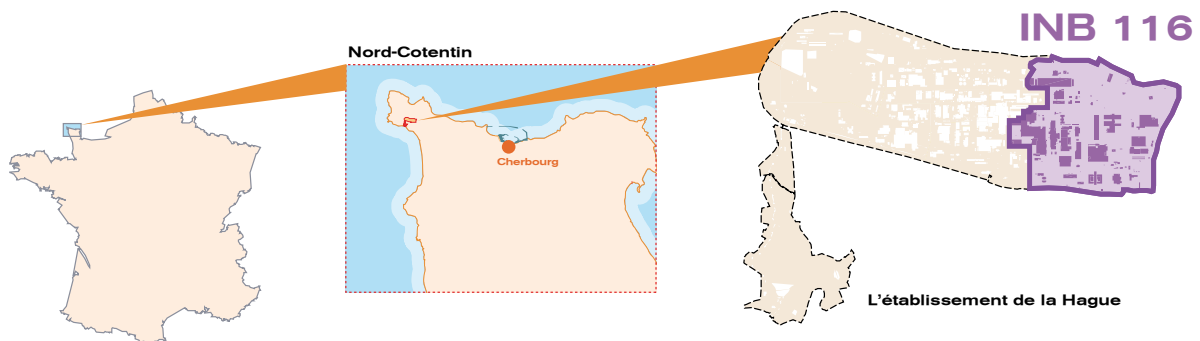 INB 116
Nord-Cotentin
Cherbourg
L'établissement de la Hague